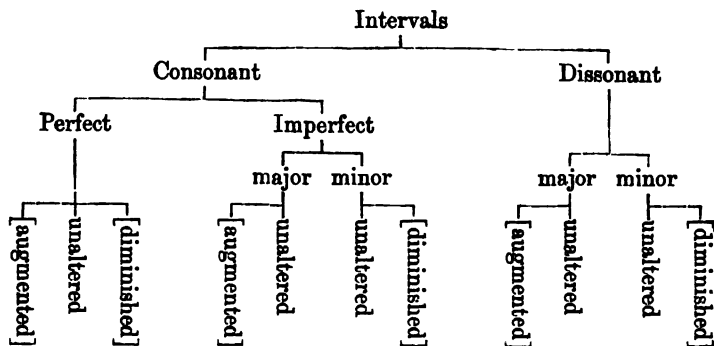 Intervals
Consonant Dissonant
Perfect Imperfect
major minor major minor
[augmented] unaltered [diminished] [augmented] unaltered unaltered [diminished] [augmented] unaltered unaltered [diminished]